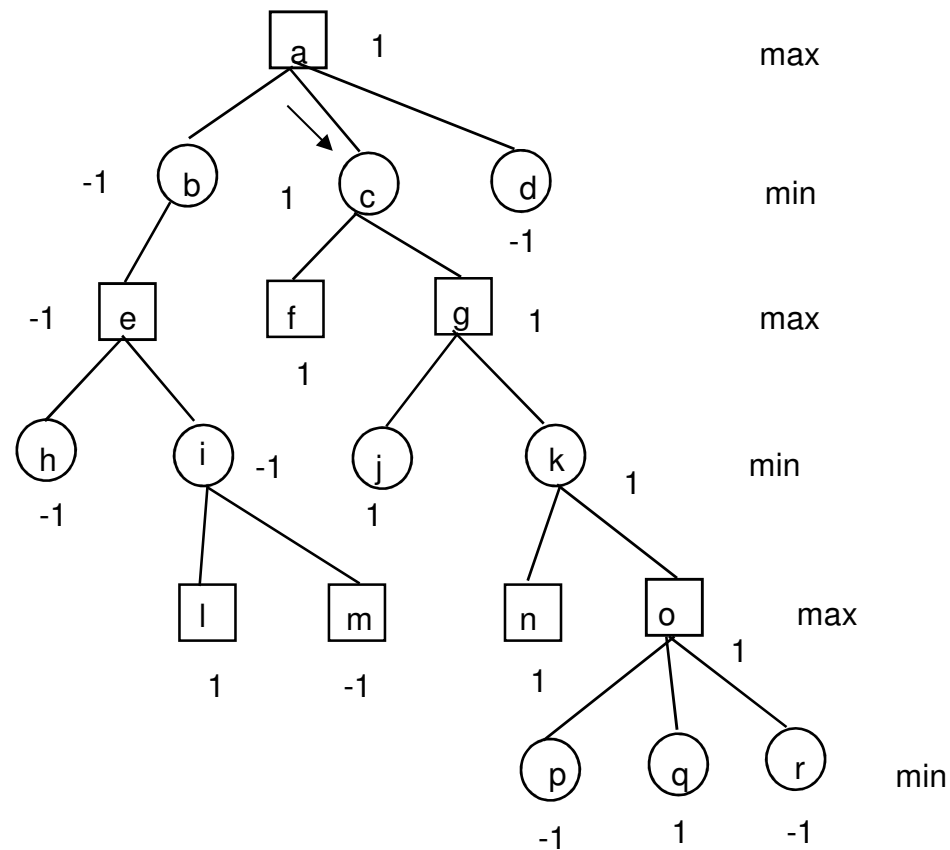 a 1 max
-1 b 1 c d min
-1
-1 e f g 1 max
1
h i -1 j k min
-1 1 1
l m n o max
1 -1 1 1
p q r min
-1 1 -1